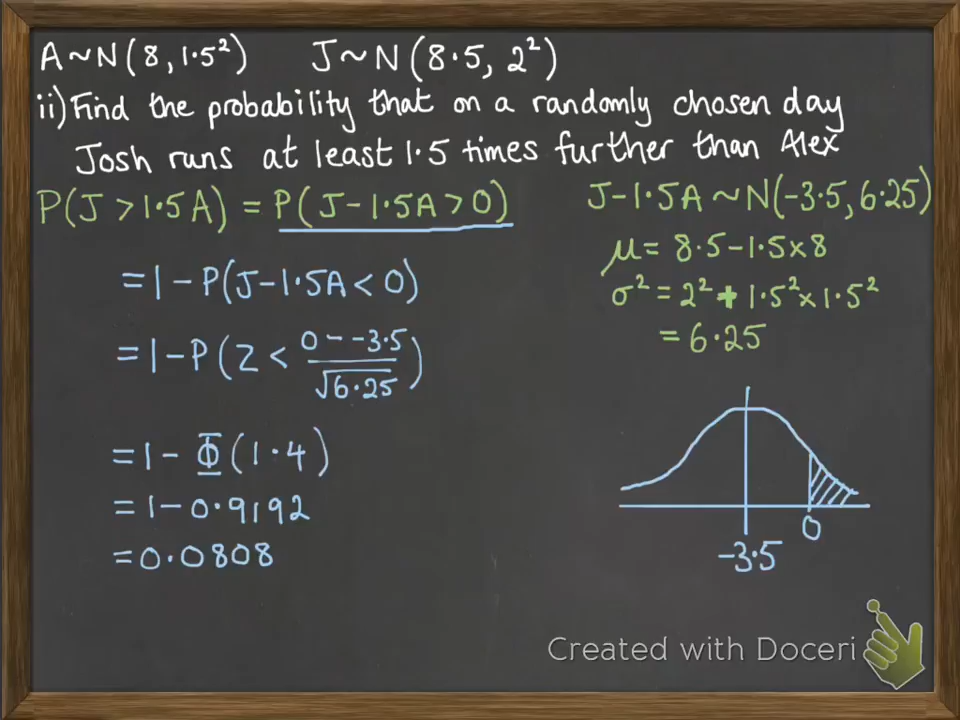 A~N(8,1·5²) J~N(8·5, 2²)
ii) Find the probability that on a randomly chosen day
Josh runs at least 1·5 times further than Alex
P(J >1·5A) = P(J-1·5A>0)
=1-P(J-1·5A<0)
=1-P(Z < (0--3·5)/√6·25)
=1-Φ(1·4)
=1-0·9192
=0·0808
J-1·5A ~N(-3·5,6·25)
μ= 8·5-1·5×8
σ²= 2²+1·5²×1·5²
= 6·25
0
-3·5
Created with Doceri